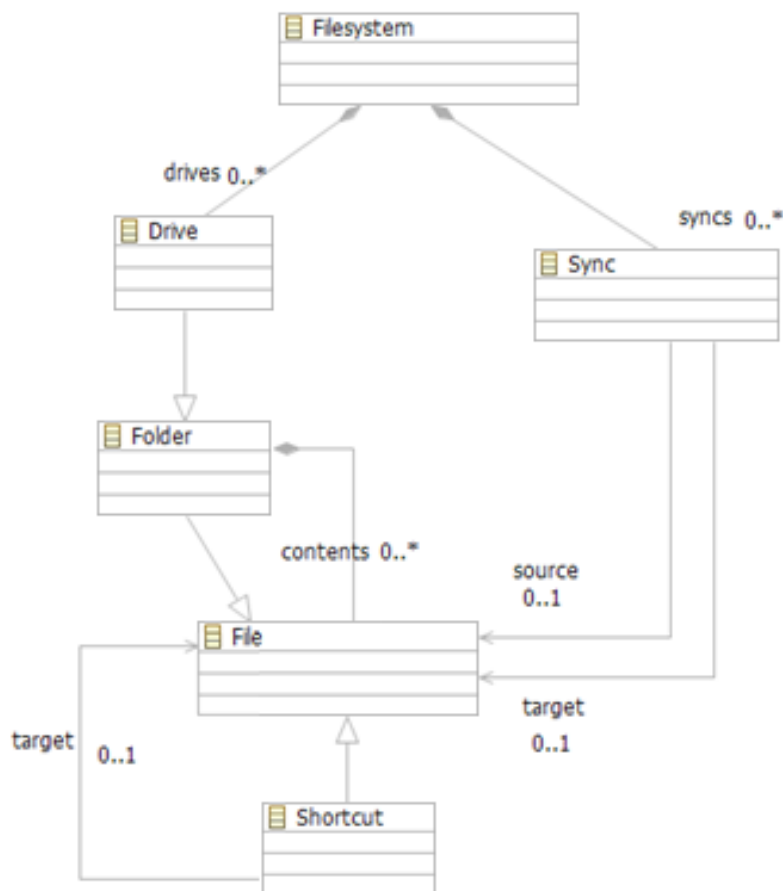 Filesystem
drives 0..*
syncs 0..*
Drive
Sync
Folder
contents 0..*
source
0..1
File
target
0..1
target
0..1
Shortcut